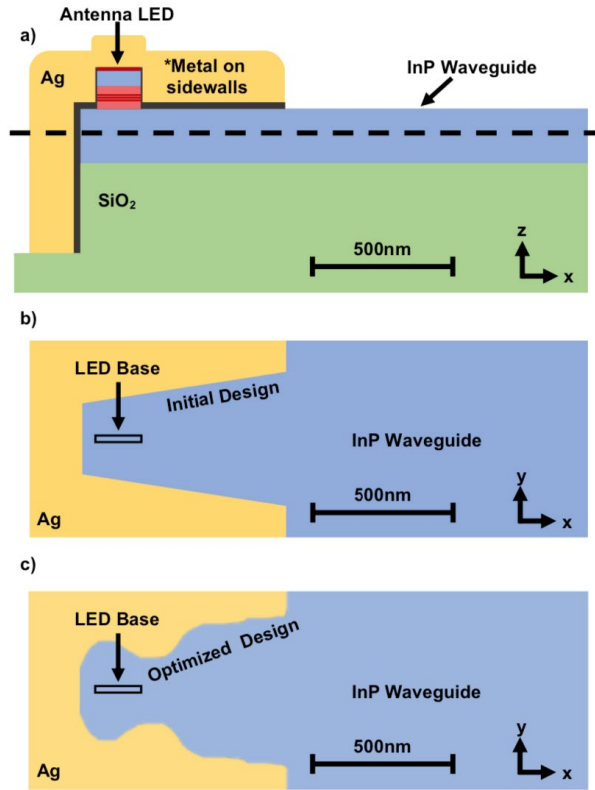 a)
Antenna LED
Ag
*Metal on
sidewalls
InP Waveguide
SiO₂
500nm
z
x
b)
LED Base
Initial Design
InP Waveguide
500nm
Ag
y
x
c)
LED Base
Optimized Design
InP Waveguide
500nm
Ag
y
x